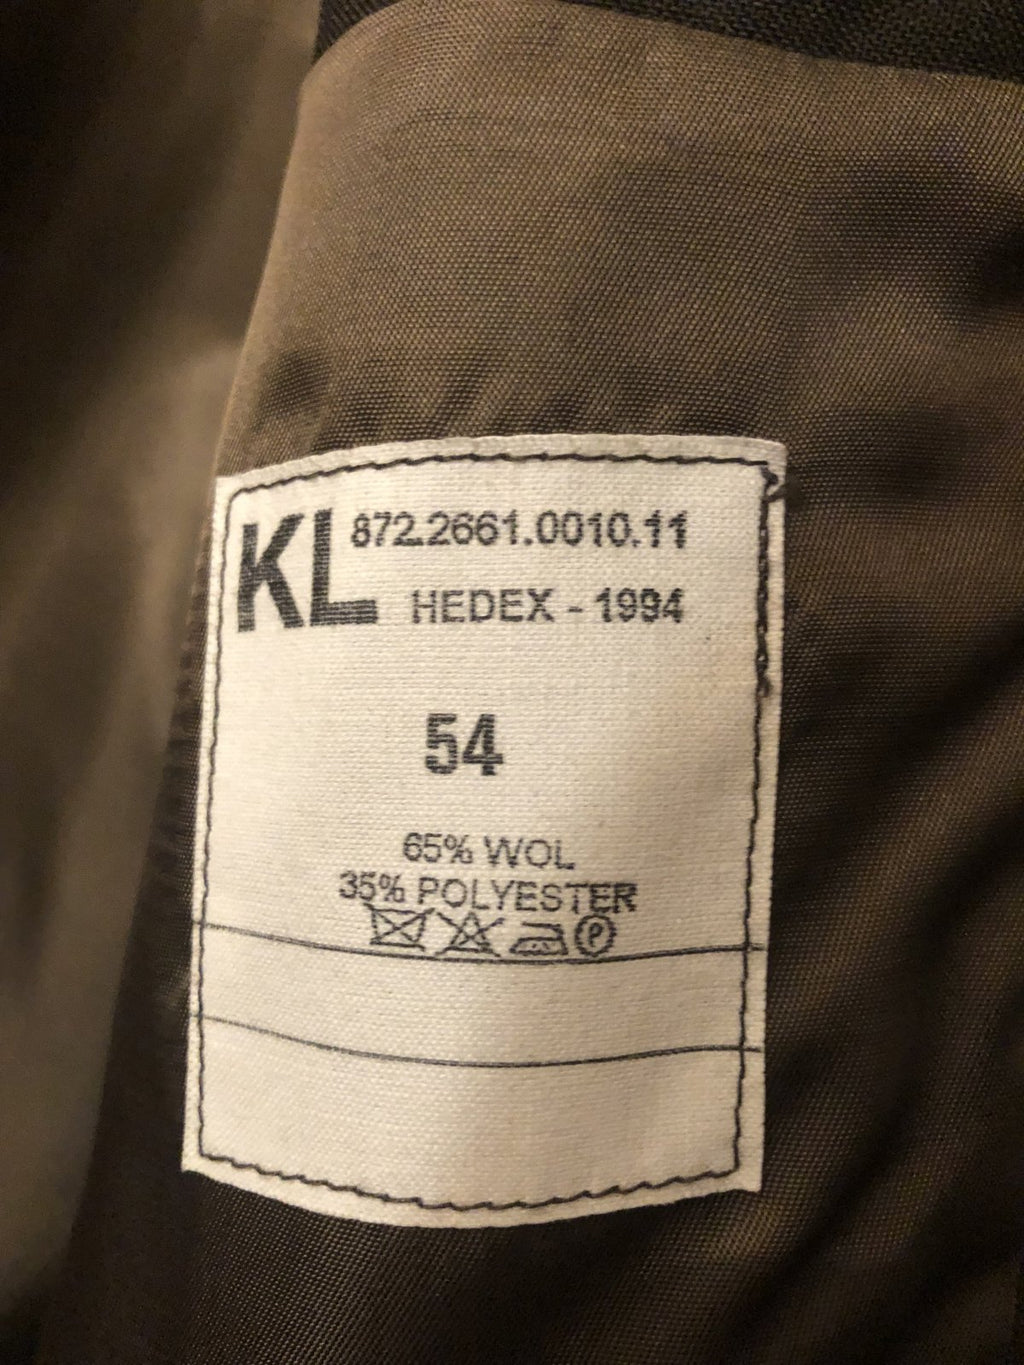 KL 872.2661.0010.11
HEDEX - 1994
54
65% WOL
35% POLYESTER
P